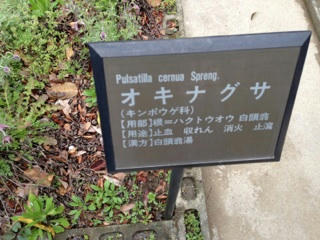 Pulsatilla cernua Spreng.
オキナグサ
(キンポウゲ科)
【用部】根=ハクトウオウ 白頭翁
【用途】止血 収れん 消炎 止瀉
【漢方】白頭翁湯